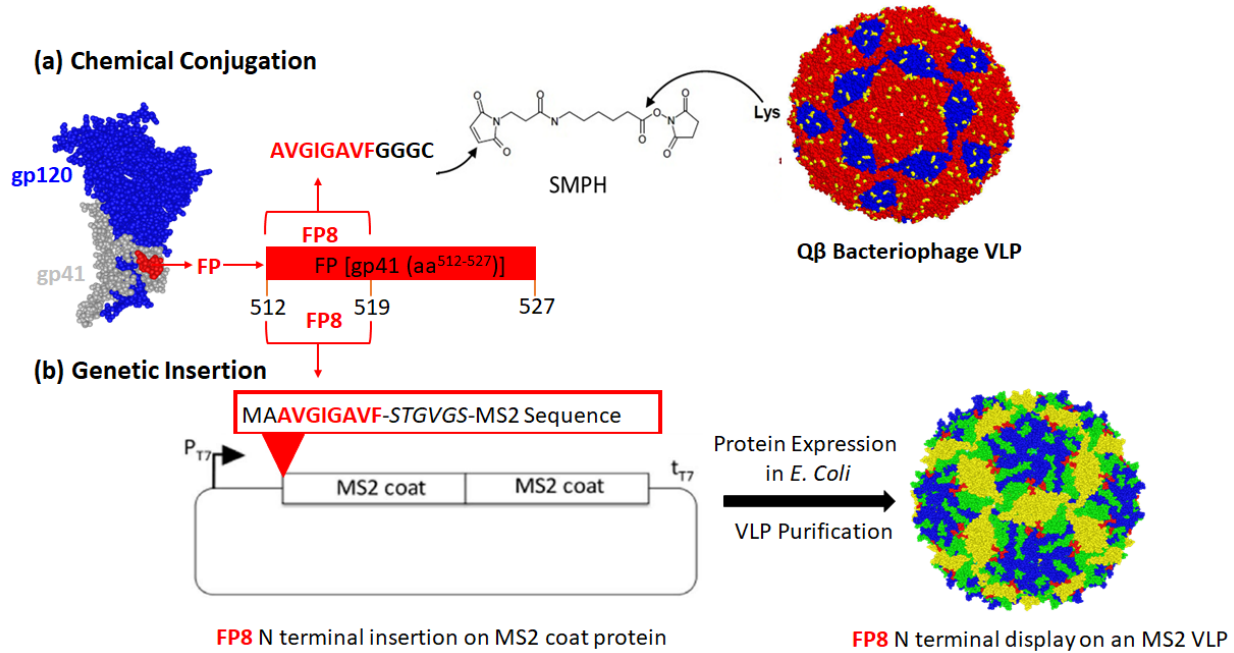 (a) Chemical Conjugation
gp120
gp41
FP
AVGIGAVFGGGC
FP8
FP [gp41 (aa512-527)]
512
519
527
FP8
O
O
N
O
O
N
O
O
N
O
O
SMPH
Lys
Qβ Bacteriophage VLP
(b) Genetic Insertion
MAAVGIGAVF-STGVGS-MS2 Sequence
PT7
MS2 coat
MS2 coat
tT7
Protein Expression
in E. Coli
VLP Purification
FP8 N terminal insertion on MS2 coat protein
FP8 N terminal display on an MS2 VLP